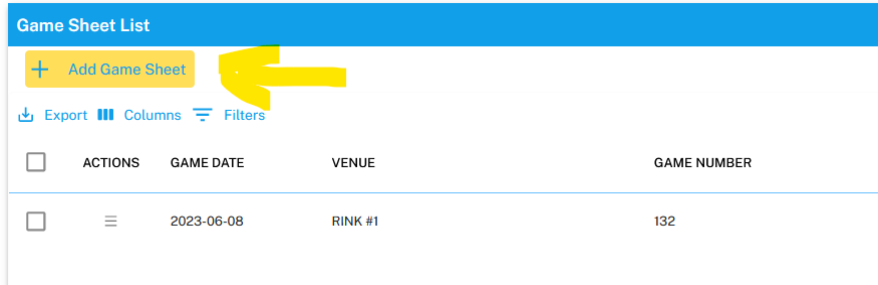 Game Sheet List
+ Add Game Sheet
Export Columns Filters
ACTIONS GAME DATE VENUE GAME NUMBER
2023-06-08 RINK #1 132